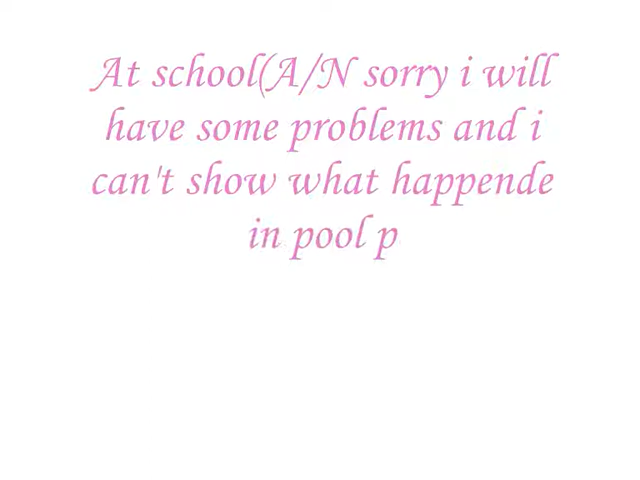 At school(A/N sorry i will
have some problems and i
can't show what happende
in pool p